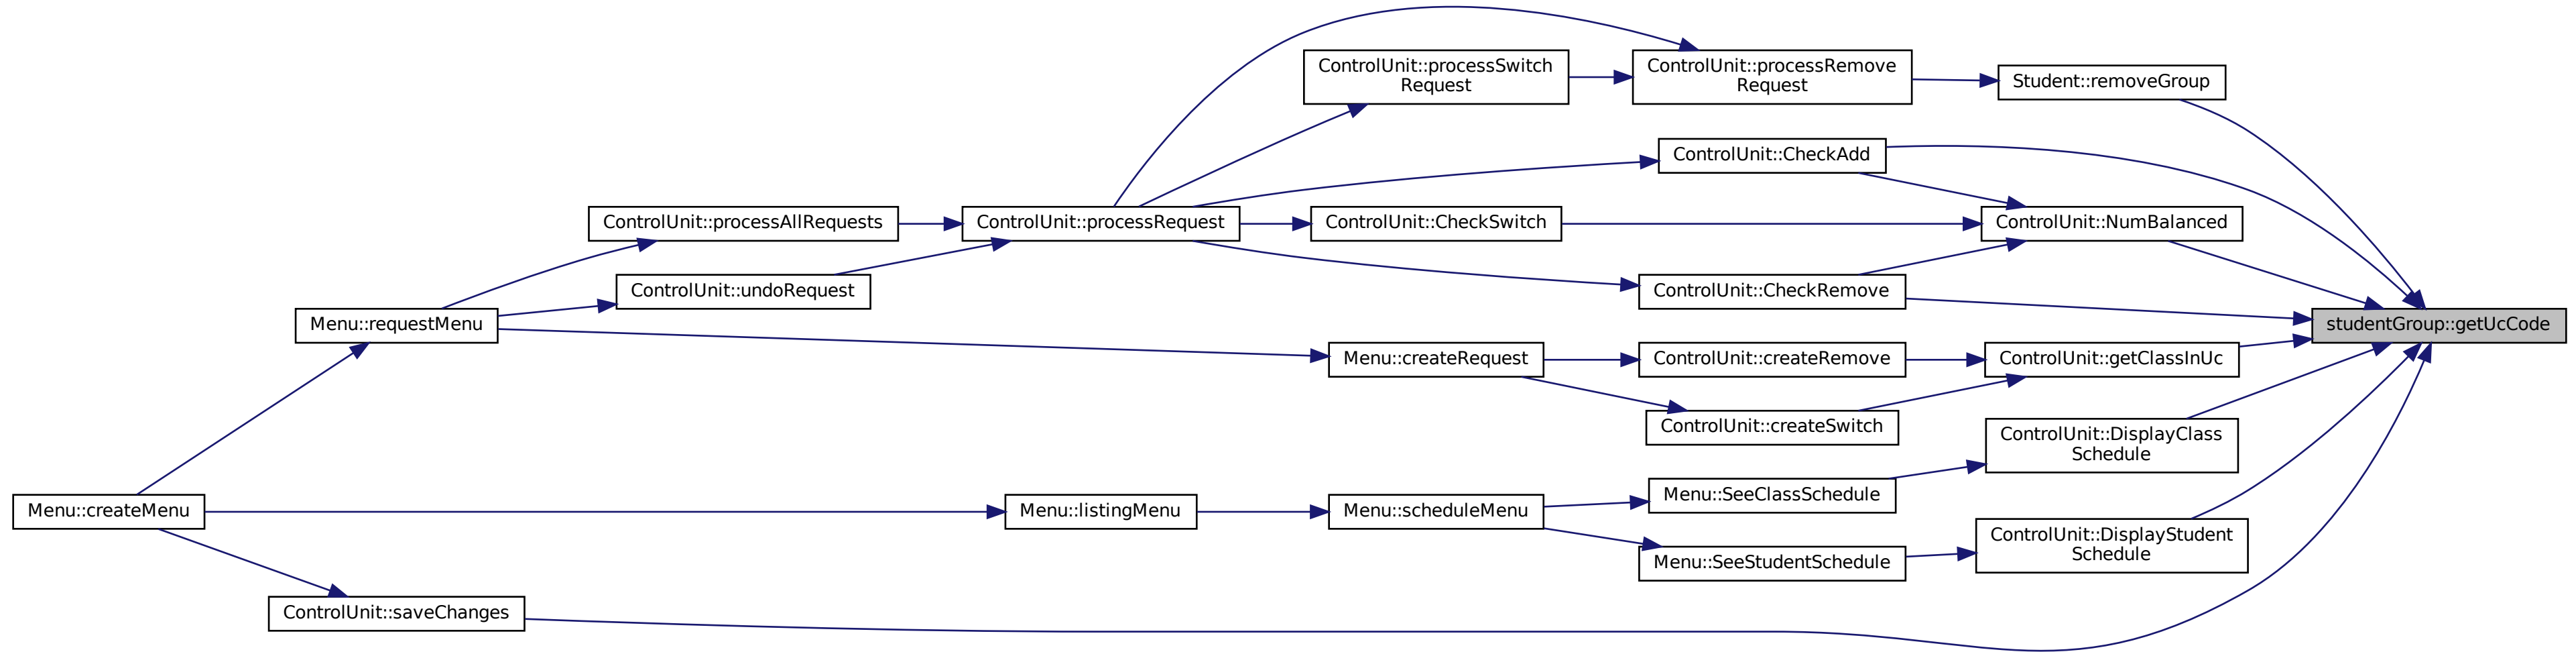 ControlUnit::processSwitch
Request
ControlUnit::processRemove
Request
Student::removeGroup
ControlUnit::CheckAdd
ControlUnit::processAllRequests
ControlUnit::processRequest
ControlUnit::CheckSwitch
ControlUnit::NumBalanced
ControlUnit::undoRequest
ControlUnit::CheckRemove
Menu::requestMenu
studentGroup::getUcCode
Menu::createRequest
ControlUnit::createRemove
ControlUnit::getClassInUc
ControlUnit::createSwitch
ControlUnit::DisplayClass
Schedule
Menu::SeeClassSchedule
Menu::createMenu
Menu::listingMenu
Menu::scheduleMenu
ControlUnit::DisplayStudent
Schedule
Menu::SeeStudentSchedule
ControlUnit::saveChanges